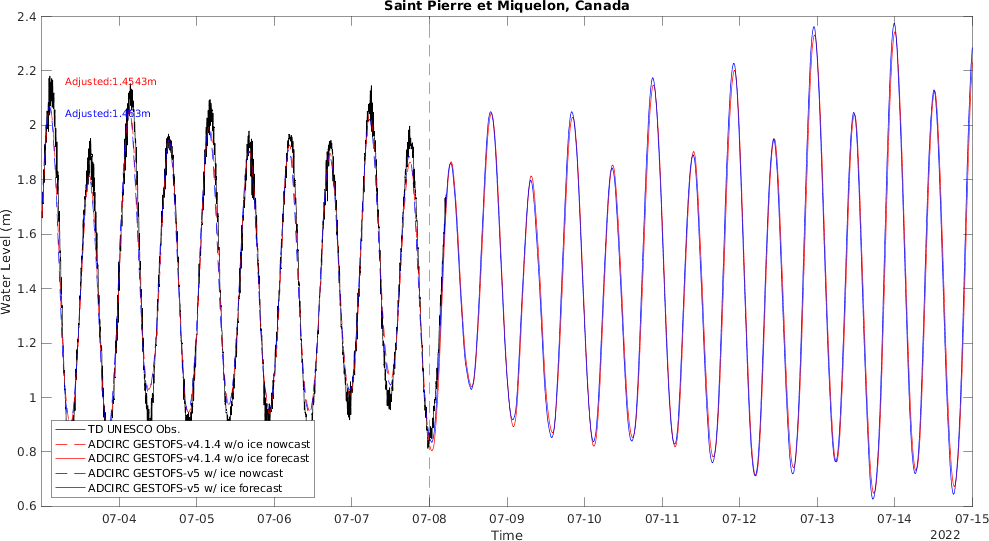 Saint Pierre et Miquelon, Canada
2.4
2.2
2
1.8
1.6
1.4
1.2
1
0.8
0.6
Water Level (m)
Adjusted:1.4543m
Adjusted:1.463m
TD UNESCO Obs.
ADCIRC GESTOFS-v4.1.4 w/o ice nowcast
ADCIRC GESTOFS-v4.1.4 w/o ice forecast
ADCIRC GESTOFS-v5 w/ ice nowcast
ADCIRC GESTOFS-v5 w/ ice forecast
07-04 07-05 07-06 07-07 07-08 07-09 07-10 07-11 07-12 07-13 07-14 07-15
Time
2022